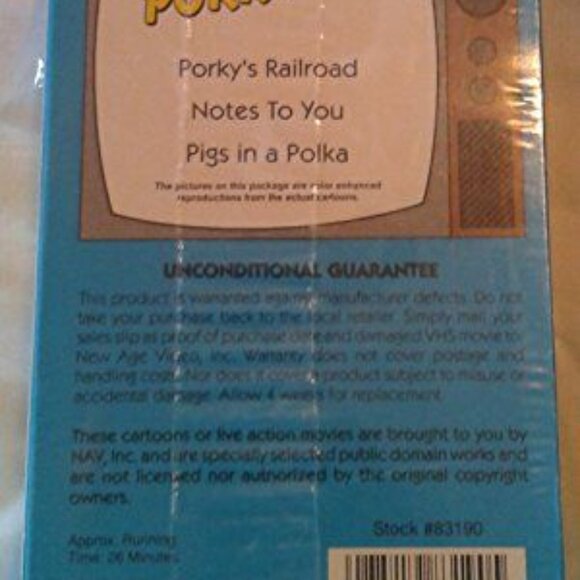 Porky's Railroad
Notes To You
Pigs in a Polka
The pictures on this package are color enhanced
reproductions from the actual cartoons.
UNCONDITIONAL GUARANTEE
This product is warranted against manufacturer defects. Do not
take your purchase back to the local retailer. Simply mail your
sales slip as proof of purchase date and damaged VHS movie to:
New Age Video, Inc. Warranty does not cover postage and
handling costs. Nor does it cover a product subject to misuse or
accidental damage. Allow 4 weeks for replacement.
These cartoons or live action movies are brought to you by
NAV, Inc. and are specially selected public domain works and
are not licensed nor authorized by the original copyright
owners.
Approx. Running
Time: 26 Minutes
Stock #83190